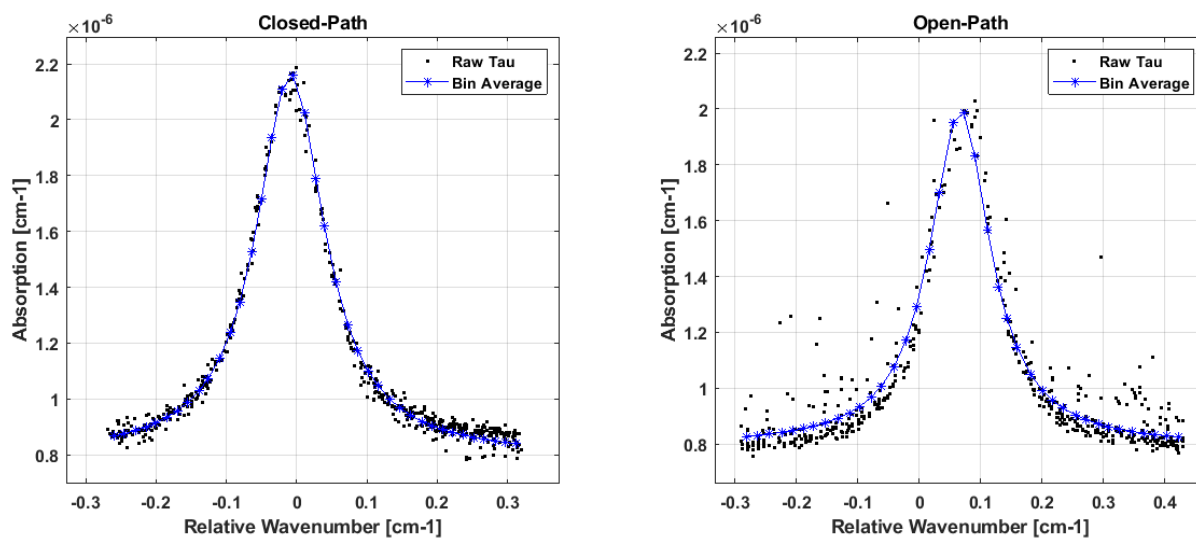 Closed-Path
×10-6
Raw Tau
Bin Average
2.2
2
1.8
1.6
1.4
1.2
1
0.8
Absorption [cm-1]
-0.3 -0.2 -0.1 0 0.1 0.2 0.3
Relative Wavenumber [cm-1]
Open-Path
×10-6
Raw Tau
Bin Average
2.2
2
1.8
1.6
1.4
1.2
1
0.8
Absorption [cm-1]
-0.3 -0.2 -0.1 0 0.1 0.2 0.3 0.4
Relative Wavenumber [cm-1]